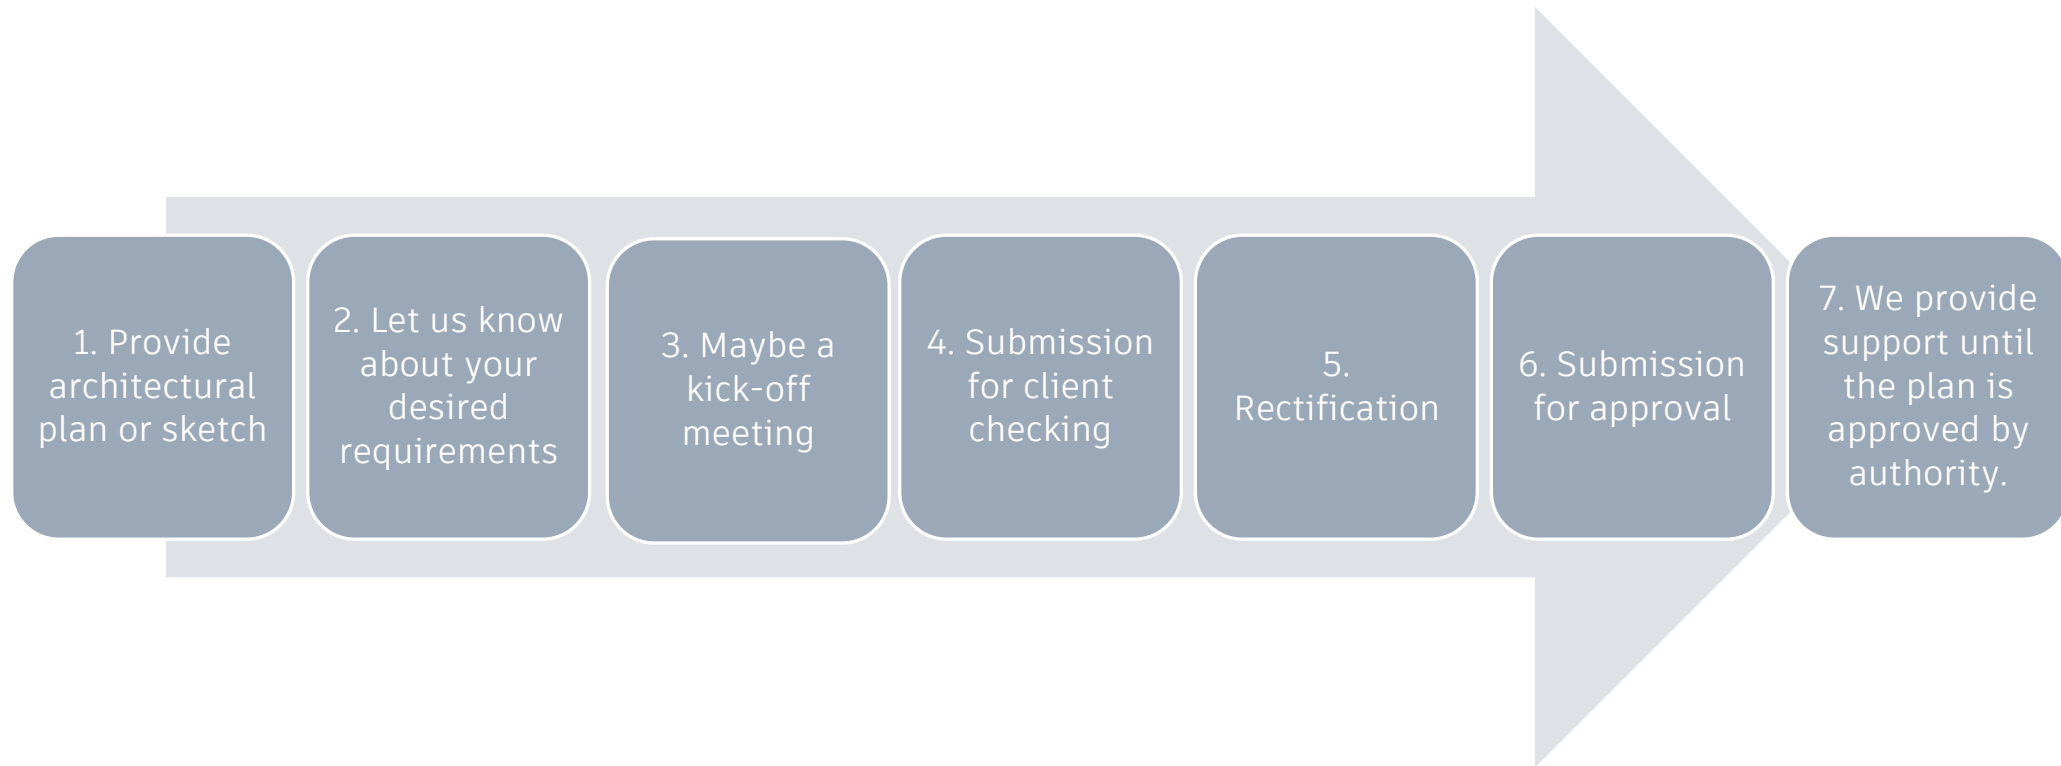 1. Provide
architectural
plan or sketch
2. Let us know
about your
desired
requirements
3. Maybe a
kick-off
meeting
4. Submission
for client
checking
5.
Rectification
6. Submission
for approval
7. We provide
support until
the plan is
approved by
authority.